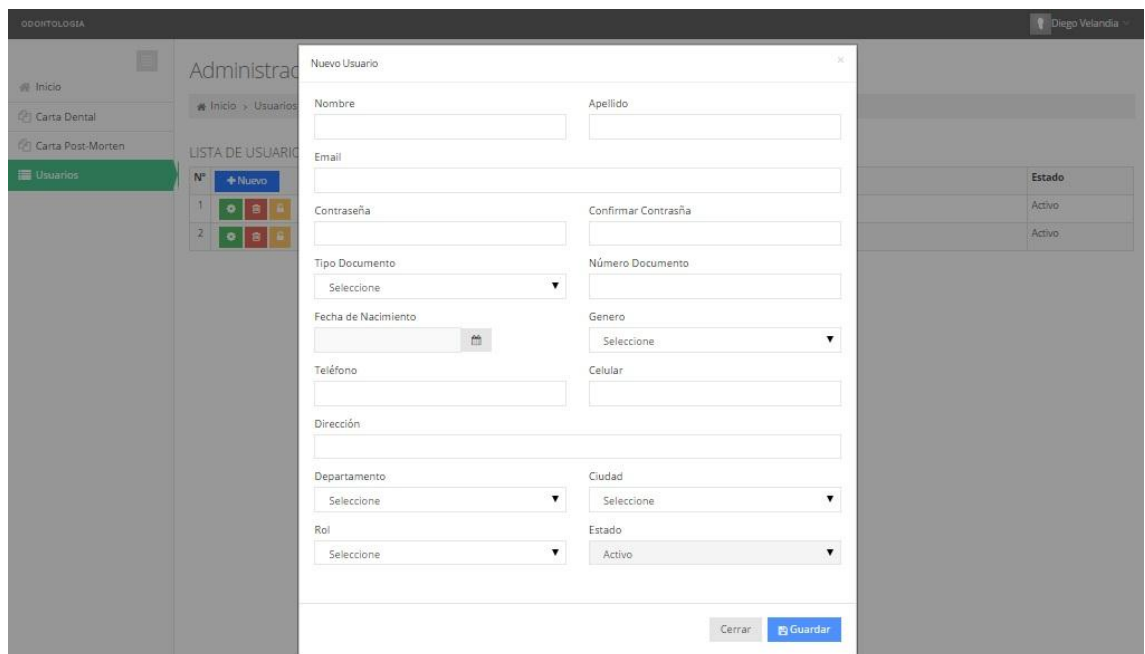 ODONTOLOGIA
Diego Velandia
Inicio
Carta Dental
Carta Post-Morten
Usuarios
Administrac
Inicio > Usuarios
LISTA DE USUARIO
N° Nuevo Estado
1 Activo
2 Activo
Nuevo Usuario ×
Nombre Apellido
Email
Contraseña Confirmar Contrasña
Tipo Documento Número Documento
Seleccione
Fecha de Nacimiento Genero
Seleccione
Teléfono Celular
Dirección
Departamento Ciudad
Seleccione Seleccione
Rol Estado
Seleccione Activo
Cerrar Guardar